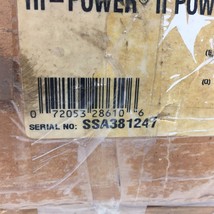 HI-POWER® II POW
0 72053 28610 6
SERIAL NO: SSA381247